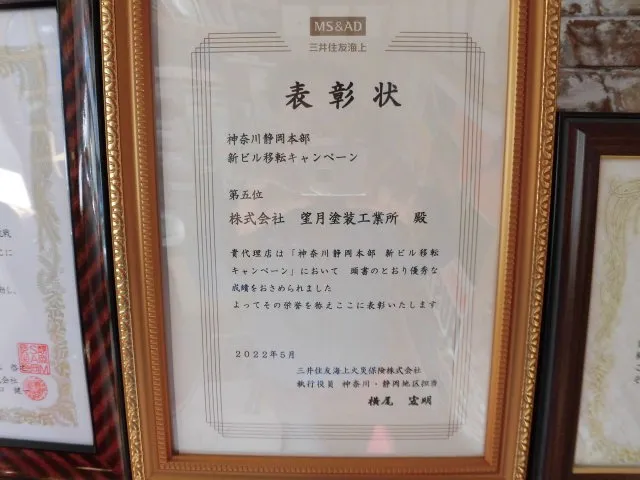 MS&AD
三井住友海上
表彰状
神奈川静岡本部
新ビル移転キャンペーン
第五位
株式会社 望月塗装工業所 殿
貴代理店は「神奈川静岡本部 新ビル移転
キャンペーン」において 頭書のとおり優秀な
成績をおさめられました
よってその栄誉を称えここに表彰いたします
2022年5月
三井住友海上火災保険株式会社
執行役員 神奈川・静岡地区担当
横尾 宏明